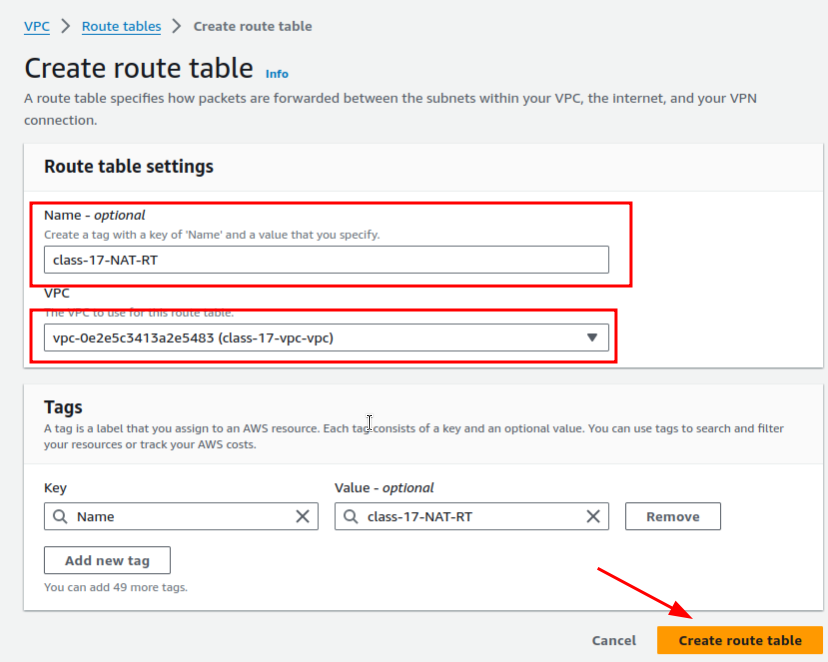 VPC > Route tables > Create route table
Create route table Info
A route table specifies how packets are forwarded between the subnets within your VPC, the internet, and your VPN
connection.
Route table settings
Name - optional
Create a tag with a key of 'Name' and a value that you specify.
class-17-NAT-RT
VPC
The VPC to use for this route table.
vpc-0e2e5c3413a2e5483 (class-17-vpc-vpc)
Tags
A tag is a label that you assign to an AWS resource. Each tag consists of a key and an optional value. You can use tags to search and filter
your resources or track your AWS costs.
Key Value - optional
Name class-17-NAT-RT Remove
Add new tag
You can add 49 more tags.
Cancel Create route table